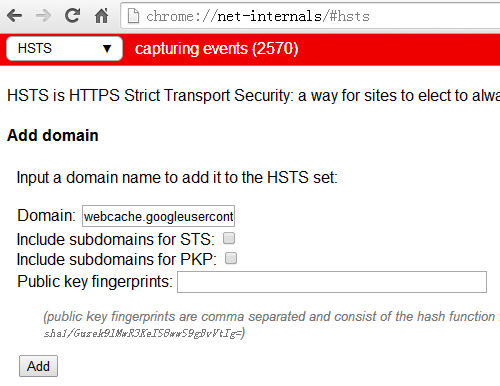 chrome://net-internals/#hsts
HSTS ▼ capturing events (2570)
HSTS is HTTPS Strict Transport Security: a way for sites to elect to alwa
Add domain
Input a domain name to add it to the HSTS set:
Domain: webcache.googleusercont
Include subdomains for STS:
Include subdomains for PKP:
Public key fingerprints:
(public key fingerprints are comma separated and consist of the hash function
Add